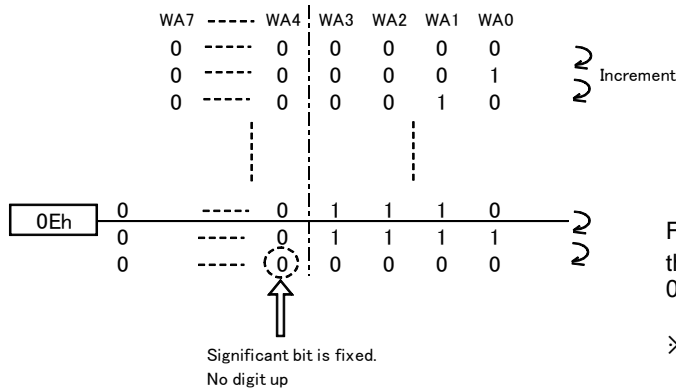 WA7 ----- WA4 WA3 WA2 WA1 WA0
0 ----- 0 0 0 0 0
0 ----- 0 0 0 0 1
Increment
0 ----- 0 0 0 1 0
0 ----- 0 1 1 1 0
0Eh
0 ----- 0 1 1 1 1
0 ----- 0 0 0 0 0
Significant bit is fixed.
No digit up
F
th
0
※